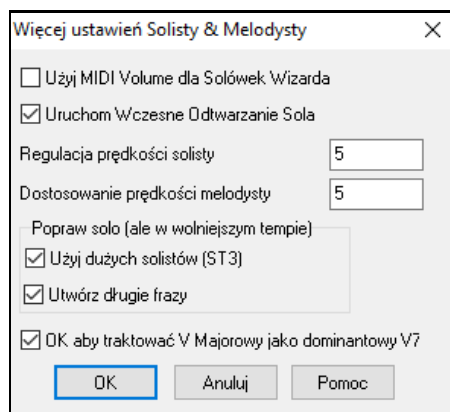 Więcej ustawień Solisty & Melodysty
Użyj MIDI Volume dla Solówek Wizarda
Uruchom Wczesne Odtwarzanie Sola
Regulacja prędkości solisty 5
Dostosowanie prędkości melodysty 5
Popraw solo (ale w wolniejszym tempie)
Użyj dużych solistów (ST3)
Utwórz długie frazy
OK aby traktować V Majorowy jako dominantowy V7
OK Anuluj Pomoc